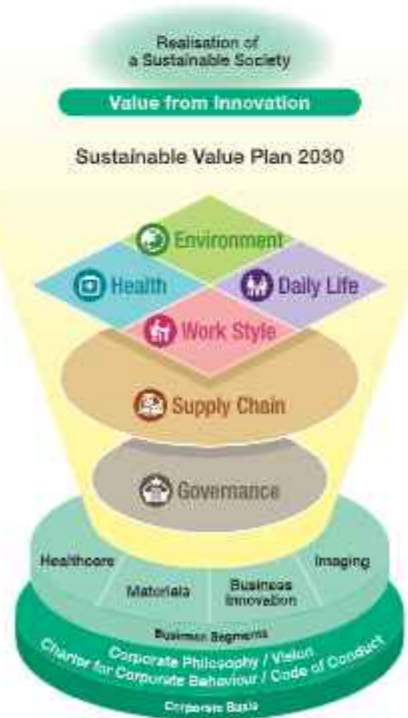 Realisation of
a Sustainable Society
Value from Innovation
Sustainable Value Plan 2030
Environment
Health
Daily Life
Work Style
Supply Chain
Governance
Healthcare
Materials
Business
Innovation
Imaging
Business Segments
Corporate Philosophy / Vision
Charter for Corporate Behaviour / Code of Conduct
Corporate Basis